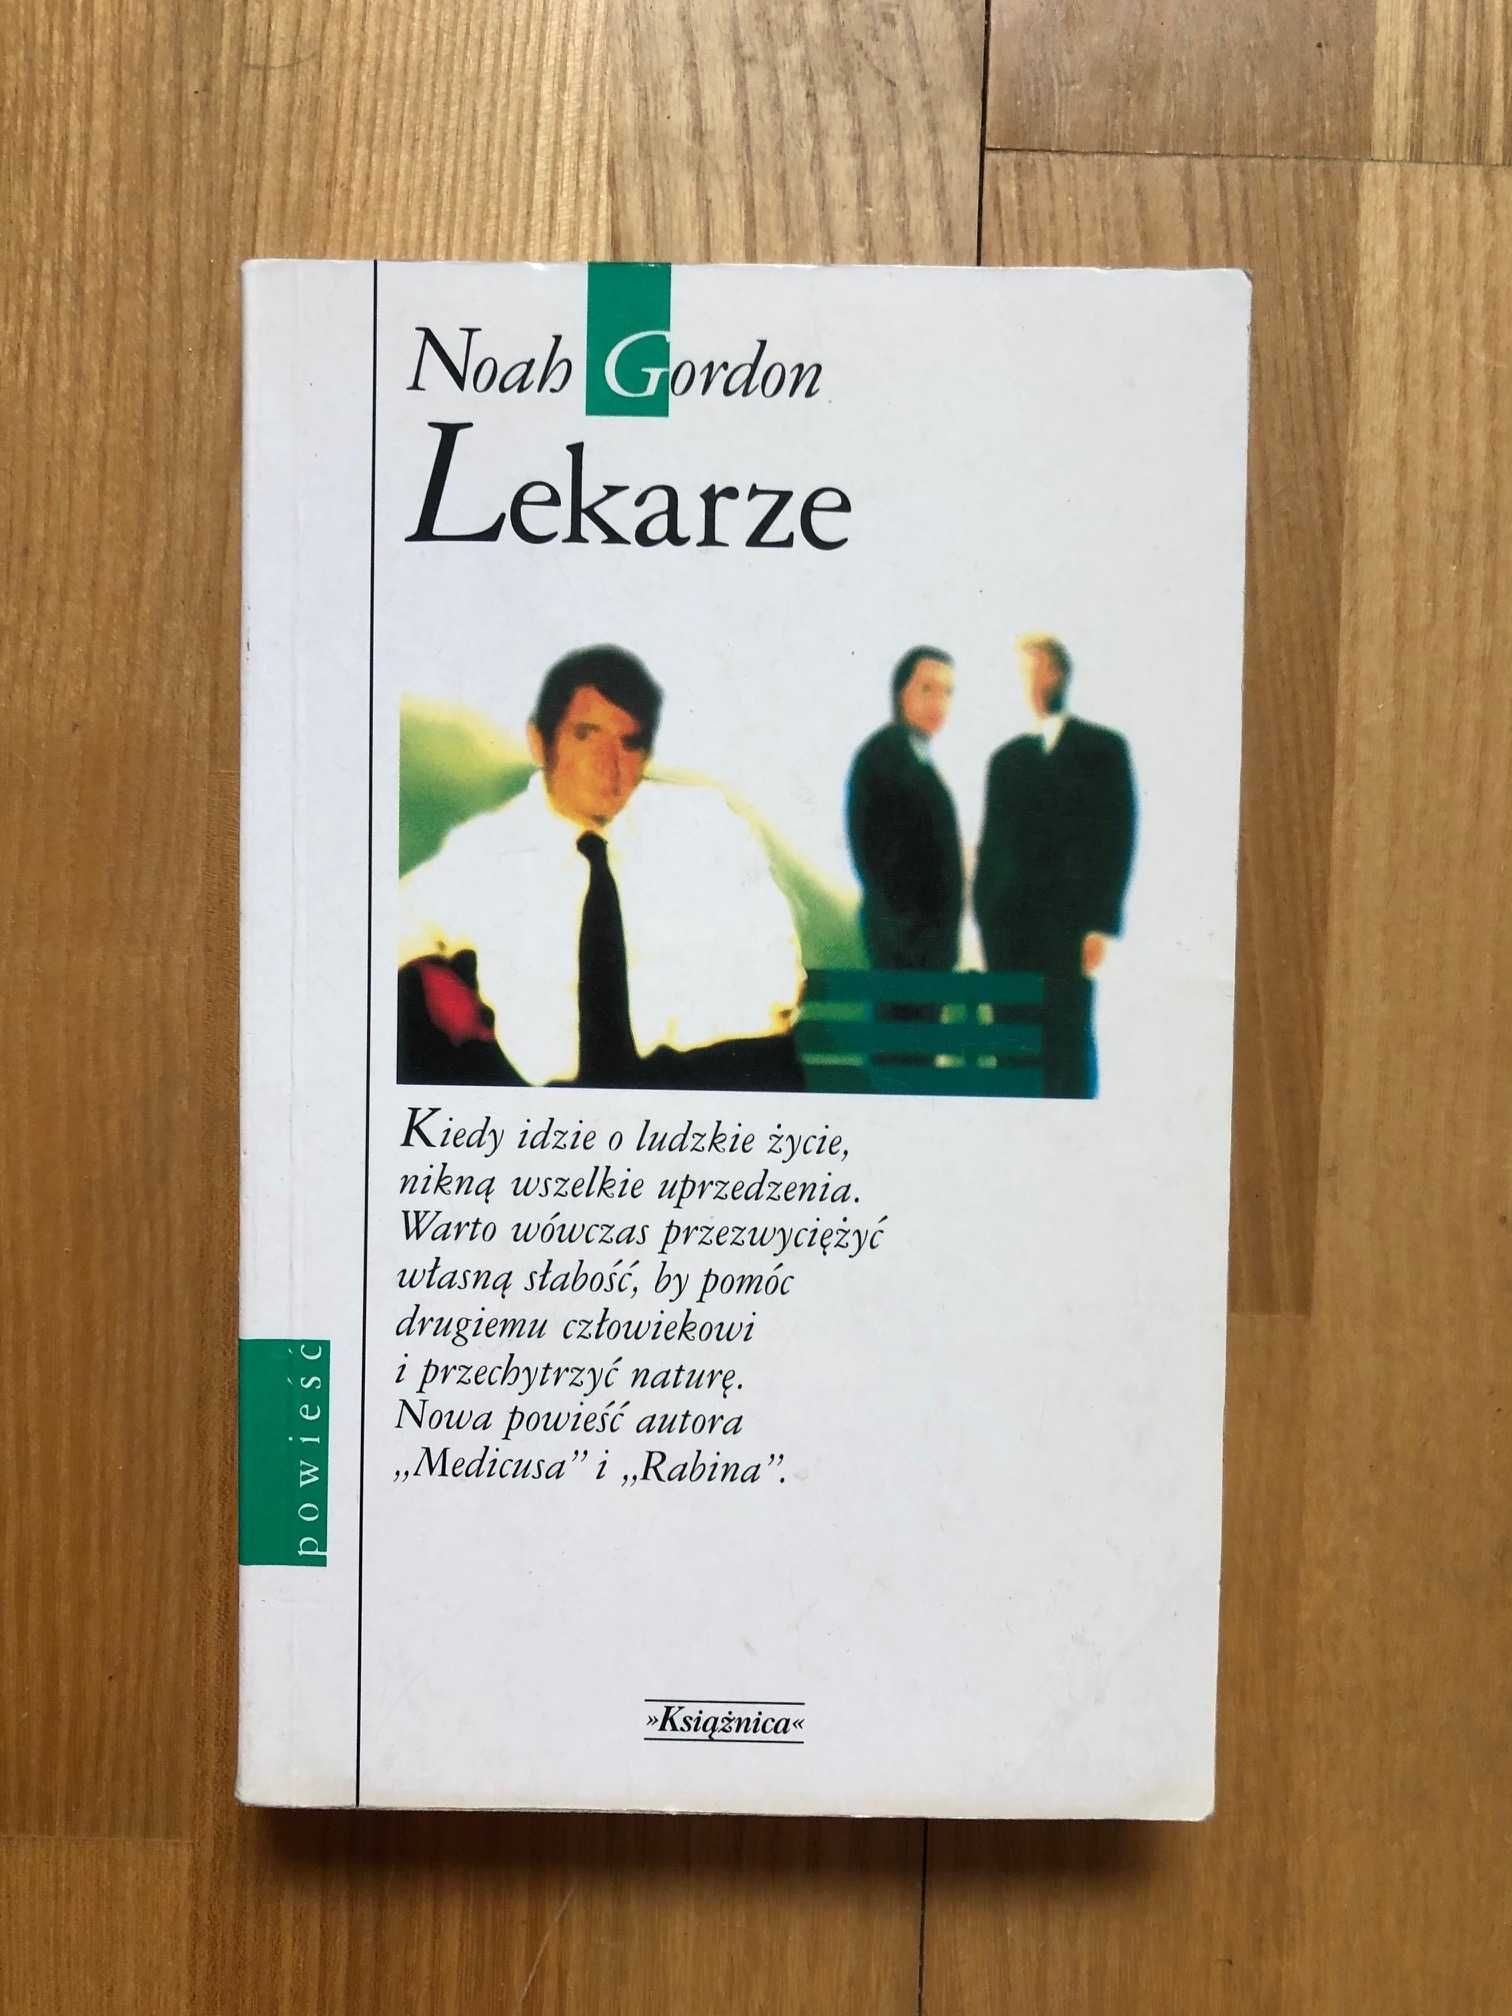 Noah Gordon
Lekarze
Kiedy idzie o ludzkie życie,
nikną wszelkie uprzedzenia.
Warto wówczas przezwyciężyć
własną słabość, by pomóc
drugiemu człowiekowi
i przechytrzyć naturę.
Nowa powieść autora
„Medicusa” i „Rabina”.
powieść
»Książnica«